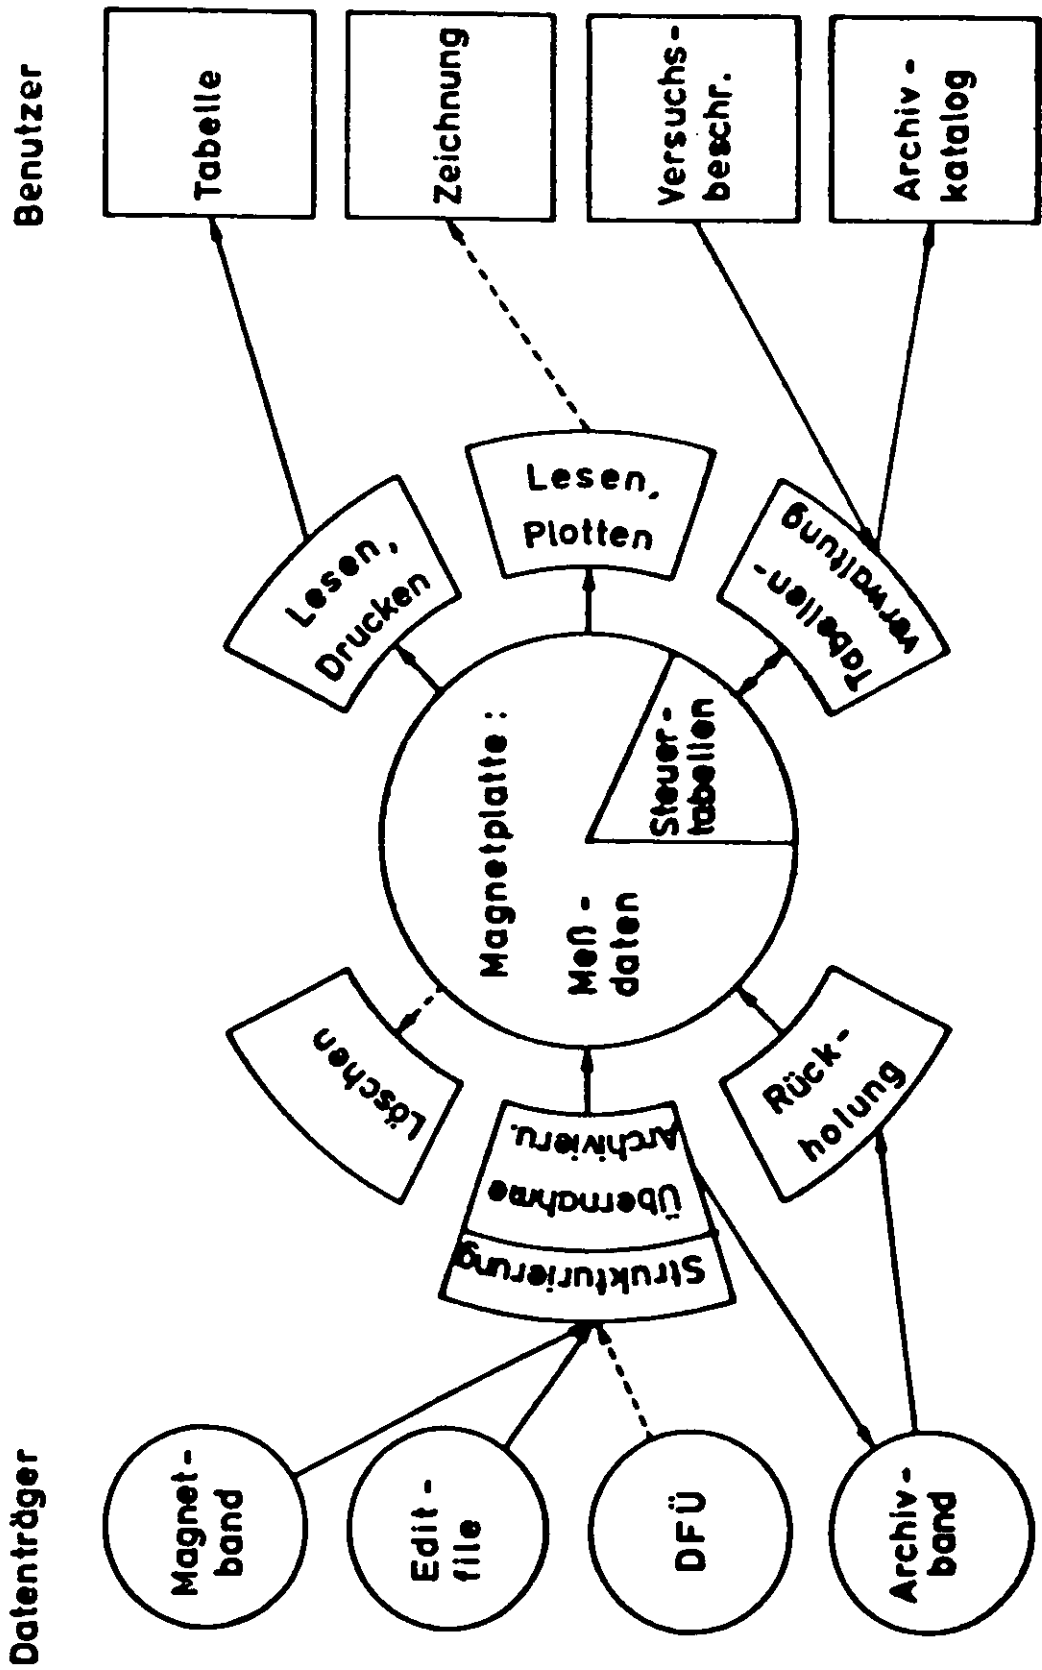 Datenträger
Benutzer
Magnet-
band
Edit-
file
DFÜ
Archiv-
band
Strukturierung
Übernahme
Archivieru.
Löschen
Rück-
holung
Magnetplatte:
Meß-
daten
Steuer-
tabellen
Lesen,
Drucken
Lesen,
Plotten
Tabellen-
verwaltung
Tabelle
Zeichnung
Versuchs-
beschr.
Archiv-
katalog